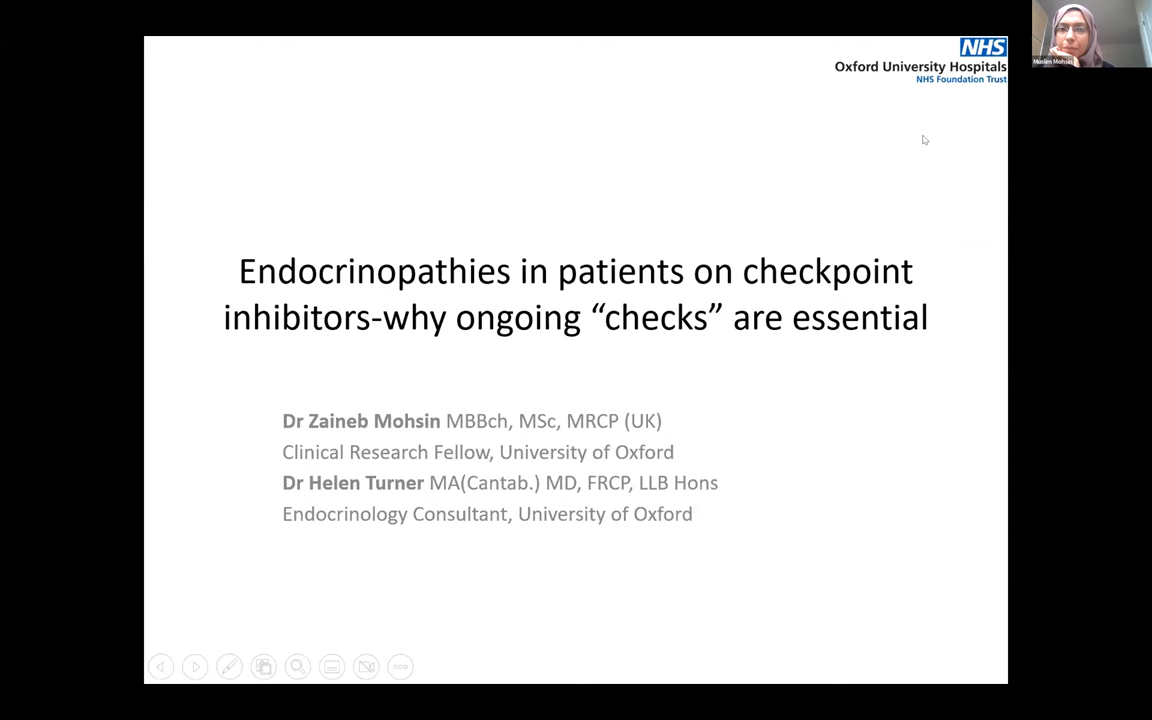 NHS
Oxford University Hospitals
NHS Foundation Trust
Muslim Mohsin
Endocrinopathies in patients on checkpoint
inhibitors-why ongoing “checks” are essential
Dr Zaineb Mohsin MBBch, MSc, MRCP (UK)
Clinical Research Fellow, University of Oxford
Dr Helen Turner MA(Cantab.) MD, FRCP, LLB Hons
Endocrinology Consultant, University of Oxford